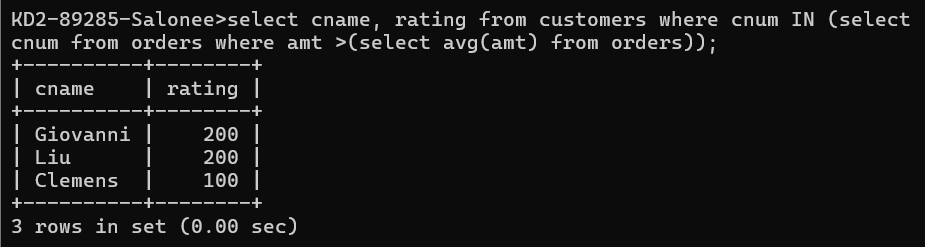 KD2-89285-Salonee>select cname, rating from customers where cnum IN (select
cnum from orders where amt >(select avg(amt) from orders));
+----------+--------+
| cname    | rating |
+----------+--------+
| Giovanni |    200 |
| Liu      |    200 |
| Clemens  |    100 |
+----------+--------+
3 rows in set (0.00 sec)